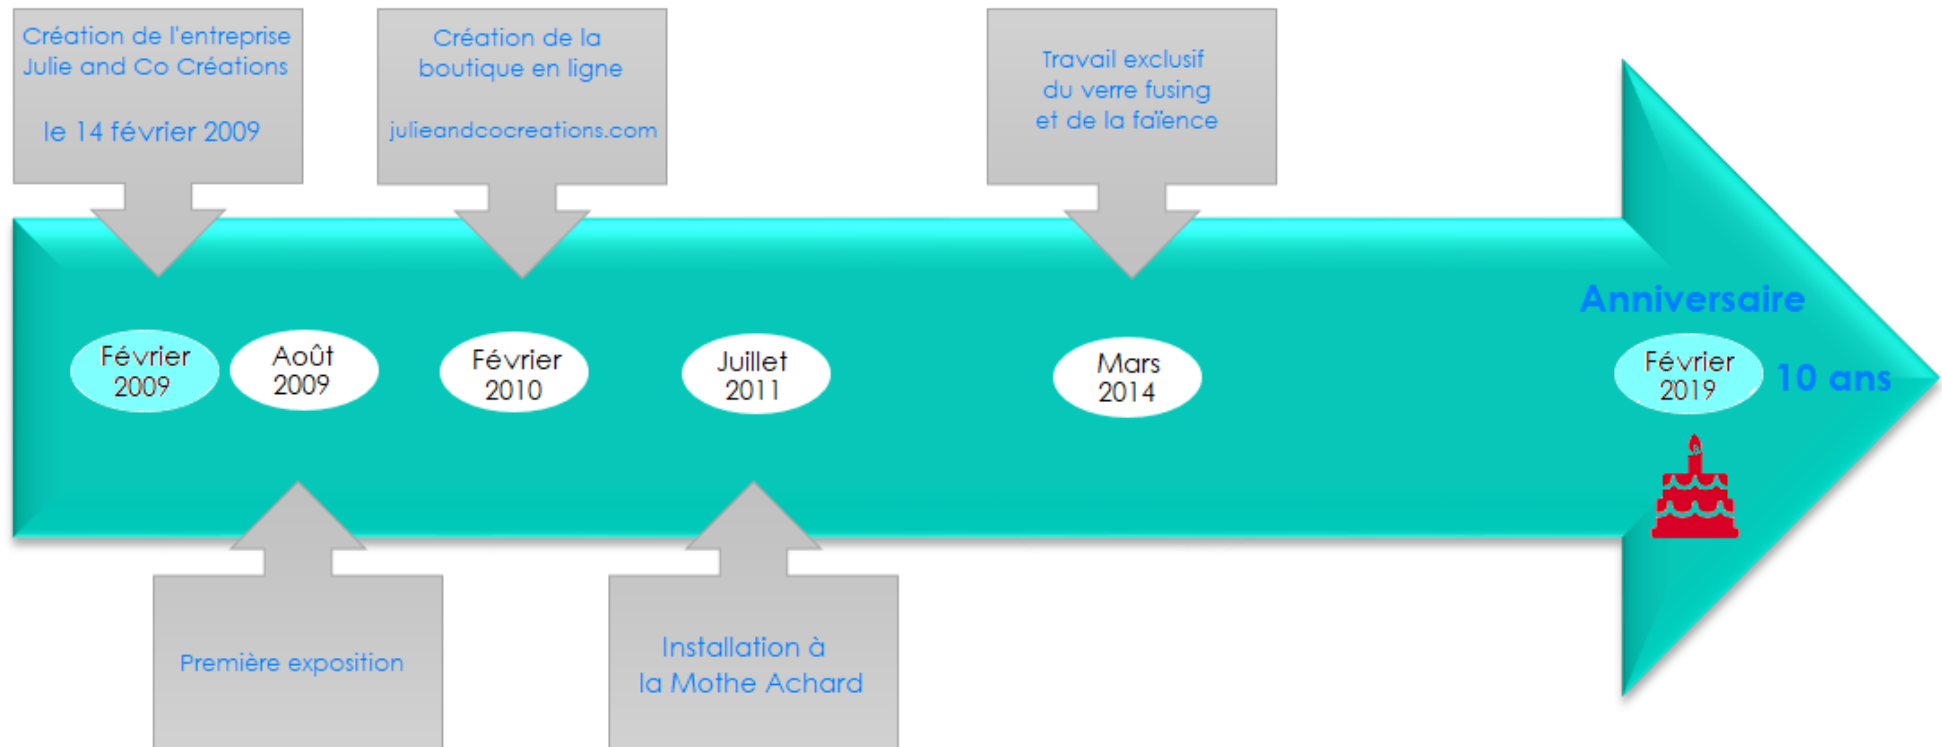 Création de l'entreprise
Julie and Co Créations
le 14 février 2009
Création de la
boutique en ligne
julieandcocreations.com
Travail exclusif
du verre fusing
et de la faïence
Février
2009
Août
2009
Février
2010
Juillet
2011
Mars
2014
Anniversaire
Février
2019
10 ans
Première exposition
Installation à
la Mothe Achard